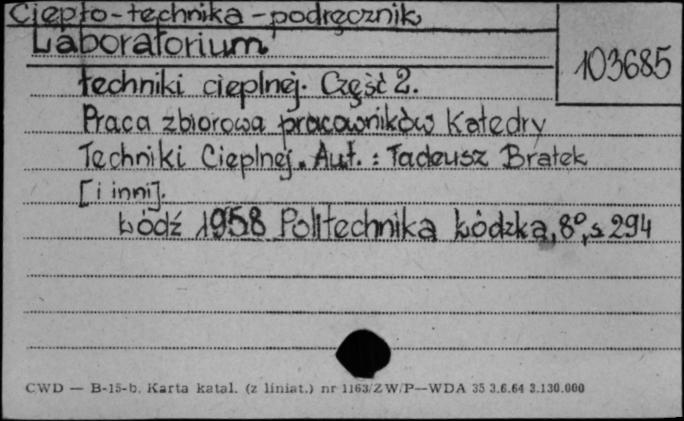 Ciepło-technika-podręcznik
Laboratorium
103685
techniki cieplnej. Część 2.
Praca zbiorowa pracowników Katedry
Techniki Cieplnej. Aut.: Tadeusz Bratek
[i inni].
Łódź 1958 Politechnika Łódzka, 8°, s 294
CWD — B-15-b. Karta katal. (z liniat.) nr 1163/ZW/P—WDA 35 3.6.64 3.130.000